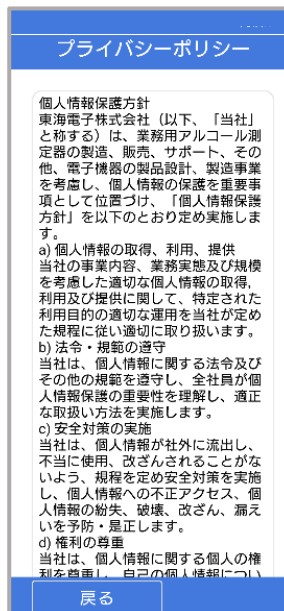 プライバシーポリシー
個人情報保護方針
東海電子株式会社（以下、「当社」
と称する）は、業務用アルコール測
定器の製造、販売、サポート、その
他、電子機器の製品設計、製造事業
を考慮し、個人情報の保護を重要事
項として位置づけ、「個人情報保護
方針」を以下のとおり定め実施しま
す。
a) 個人情報の取得、利用、提供
当社の事業内容、業務実態及び規模
を考慮した適切な個人情報の取得,
利用及び提供に関して、特定された
利用目的の適切な運用を当社が定め
た規程に従い適切に取り扱います。
b) 法令・規範の遵守
当社は、個人情報に関する法令及び
その他の規範を遵守し、全社員が個
人情報保護の重要性を理解し、適正
な取扱い方法を実施します。
c) 安全対策の実施
当社は、個人情報が社外に流出し、
不当に使用、改ざんされることがな
いよう、規程を定め安全対策を実施
し、個人情報への不正アクセス、個
人情報の紛失、破壊、改ざん、漏え
いを予防・是正します。
d) 権利の尊重
当社は、個人情報に関する個人の権
利を尊重し、自己の個人情報につい
戻る